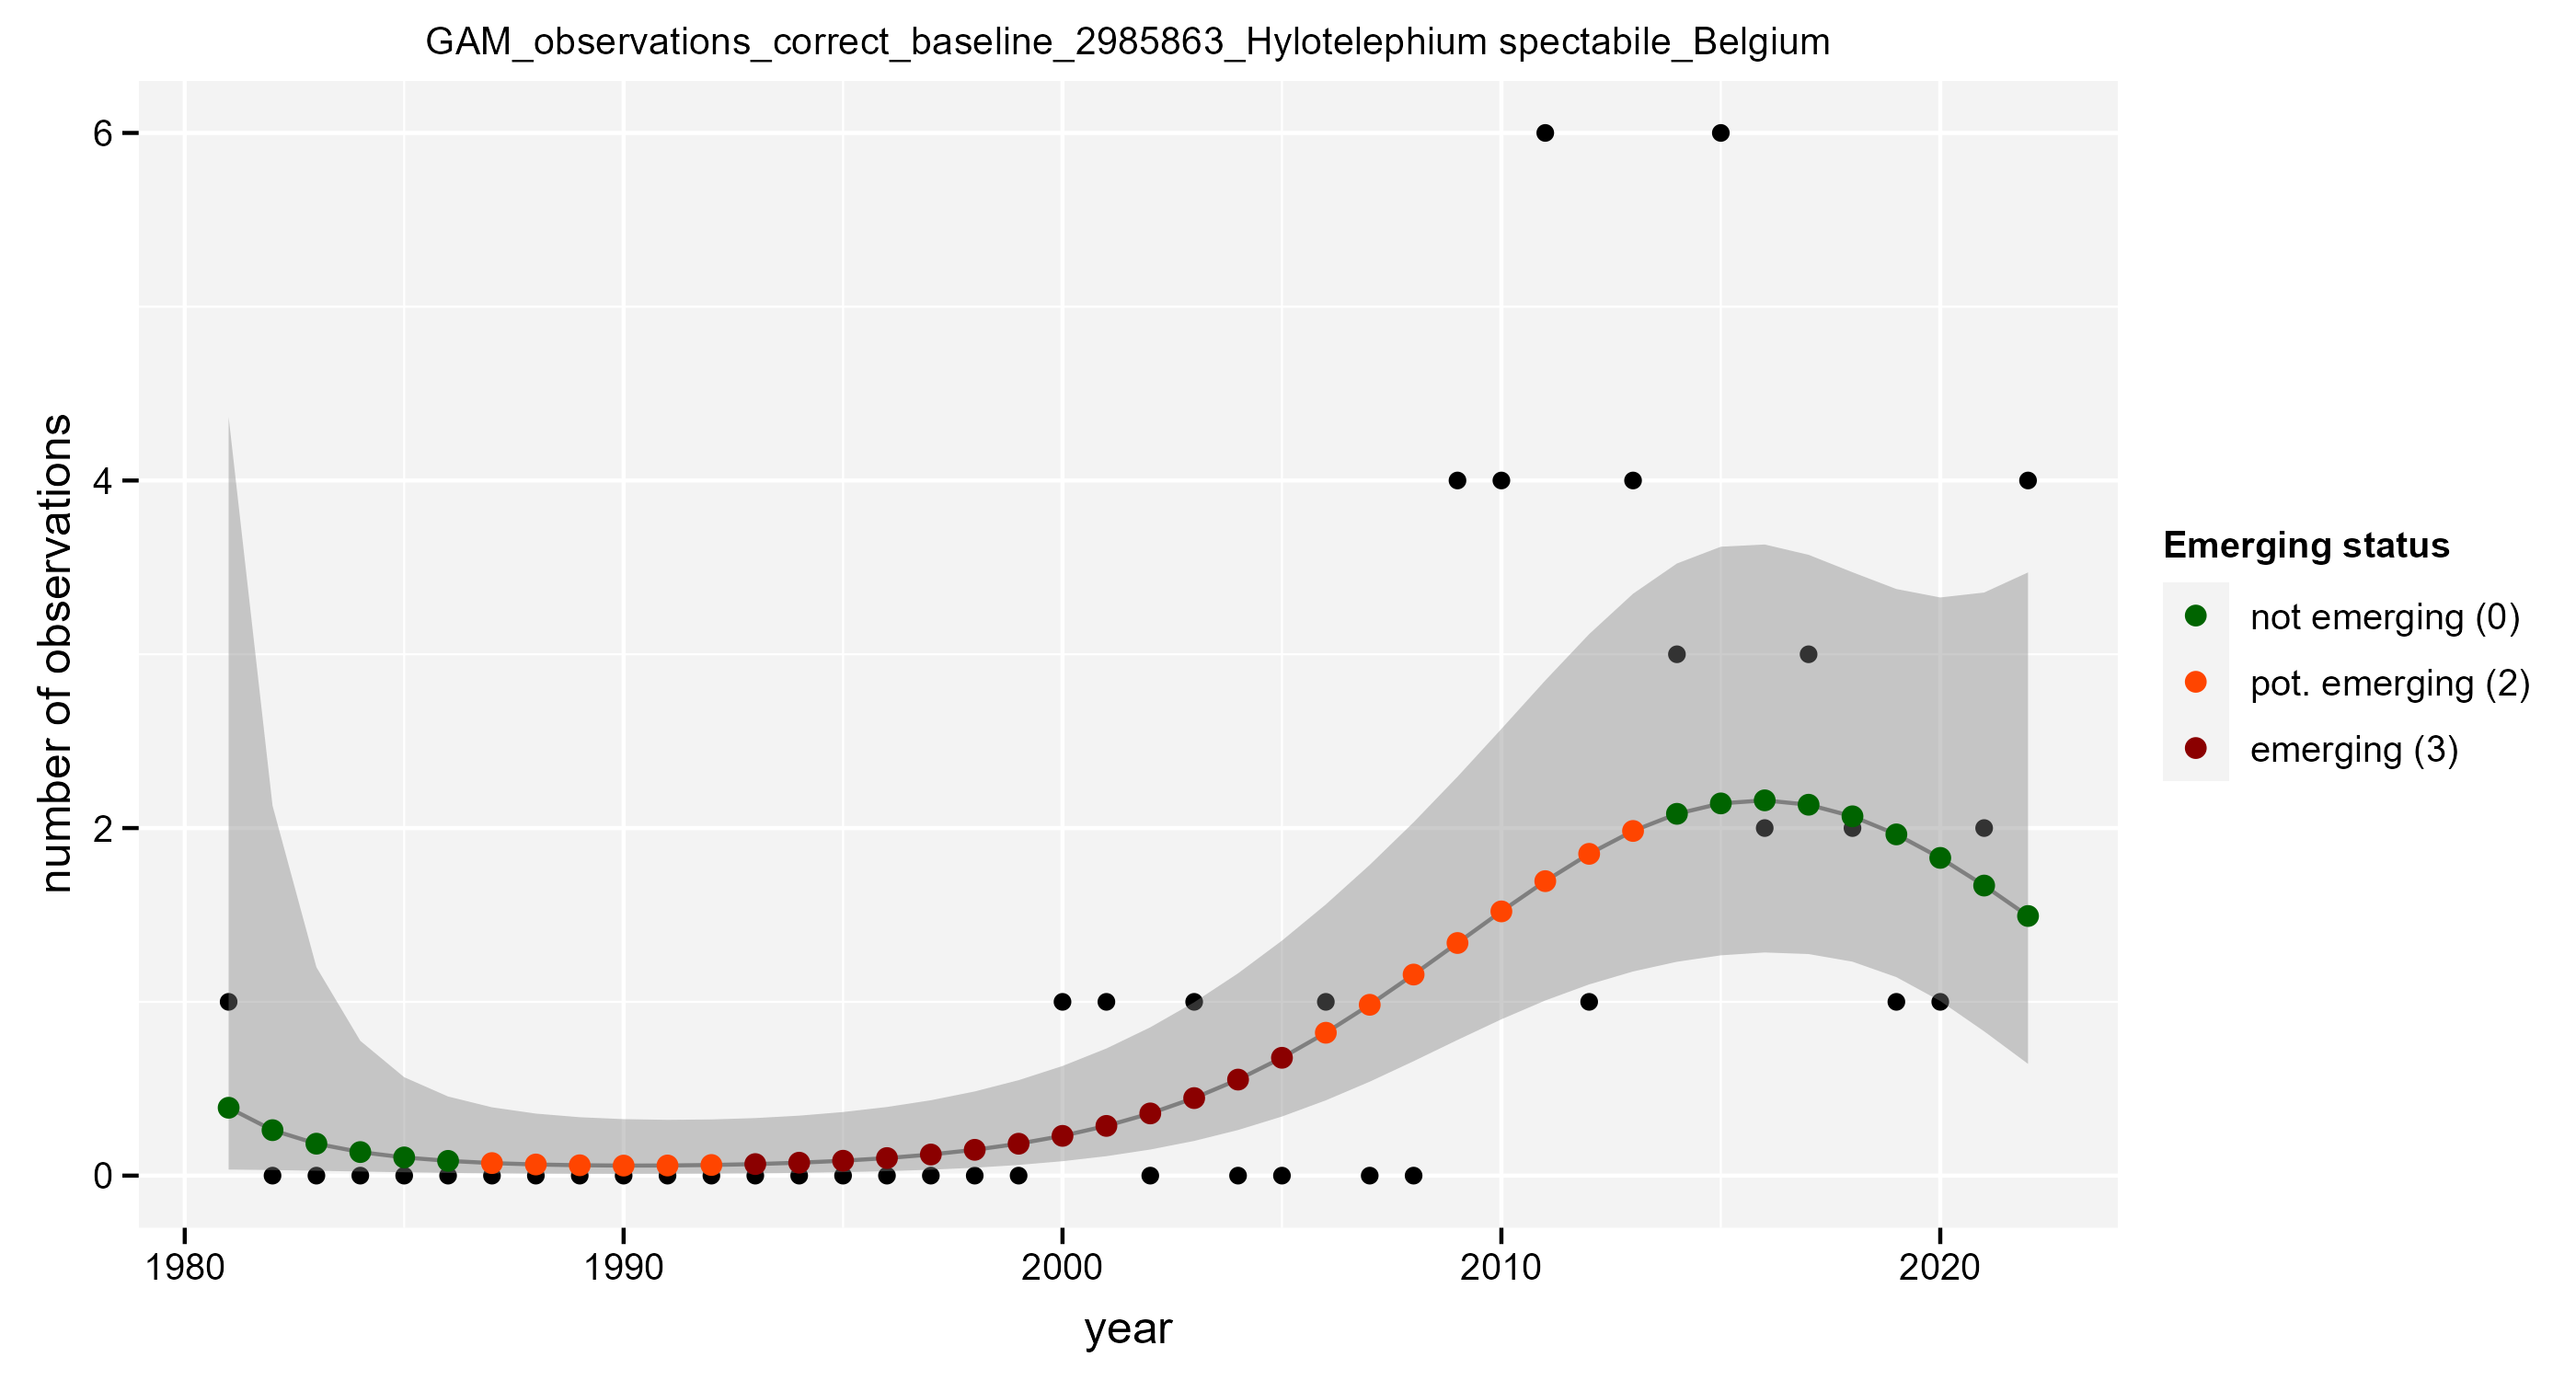 GAM_observations_correct_baseline_2985863_Hylotelephium spectabile_Belgium
number of observations
6
4
2
0
1980
1990
2000
2010
2020
year
Emerging status
not emerging (0)
pot. emerging (2)
emerging (3)